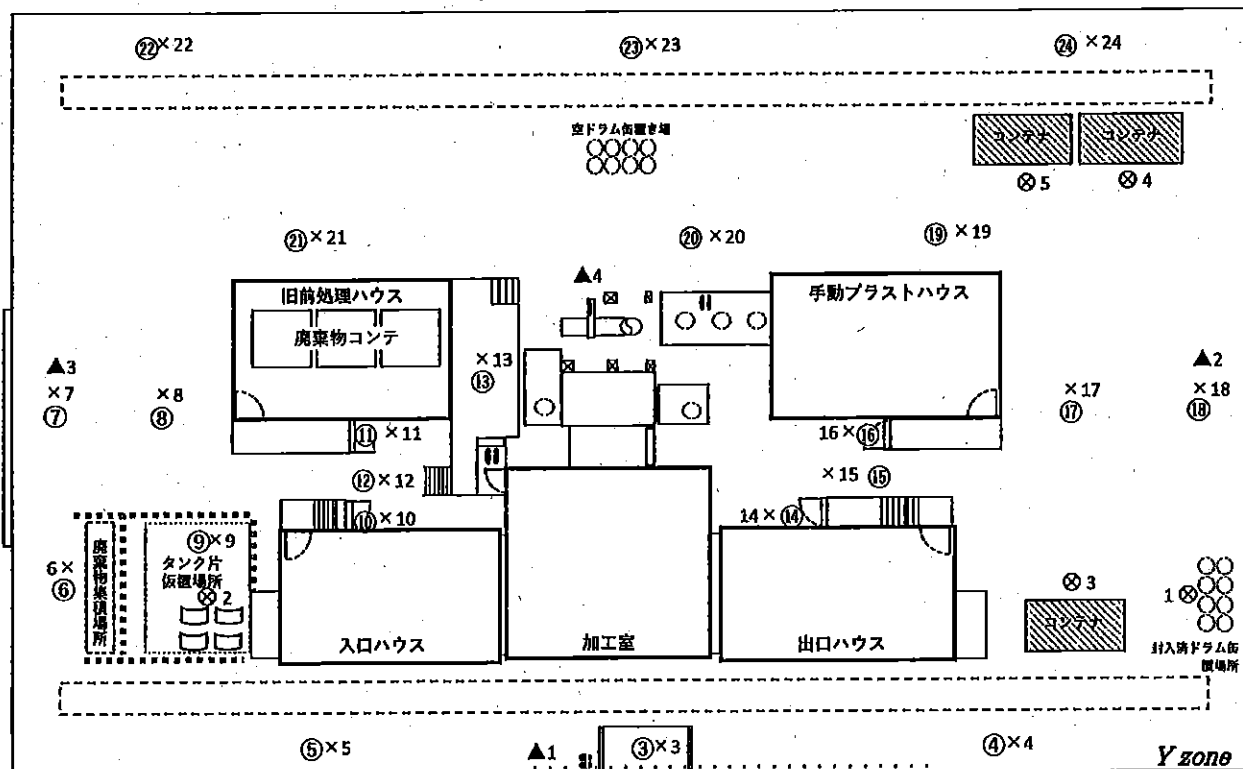 ㉒×22
㉓×23
㉔×24
空ドラム缶置き場
コンテナ
コンテナ
⊗5
⊗4
㉑×21
⑳×20
⑲×19
▲4
旧前処理ハウス
廃棄物コンテ
手動ブラストハウス
×13
⑬
▲3
×7
⑦
×8
⑧
×17
⑰
▲2
×18
⑱
⑪×11
16×⑯
⑫×12
×15⑮
⑩×10
14×⑭
⑨×9
タンク片
仮置場所
⊗2
6×
⑥
廃棄物集積場所
⊗3
1⊗
コンテナ
入口ハウス
加工室
出口ハウス
封入済ドラム缶
置場所
⑤×5
▲1
③×3
④×4
Y zone